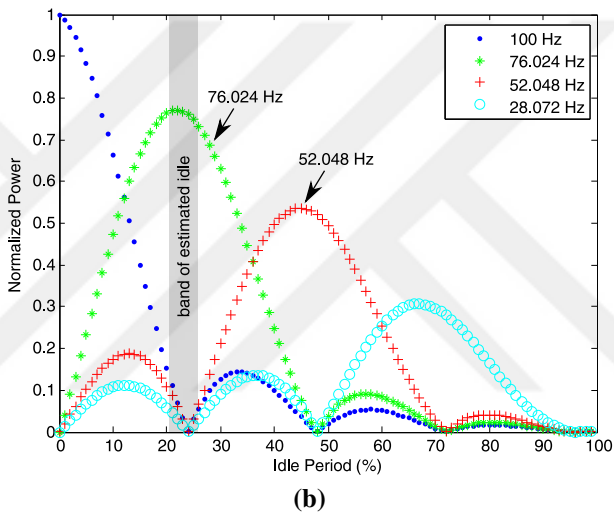 1
0.9
0.8
0.7
0.6
0.5
0.4
0.3
0.2
0.1
0
Normalized Power
100 Hz
76.024 Hz
52.048 Hz
28.072 Hz
76.024 Hz
52.048 Hz
band of estimated idle
0 10 20 30 40 50 60 70 80 90 100
Idle Period (%)
(b)